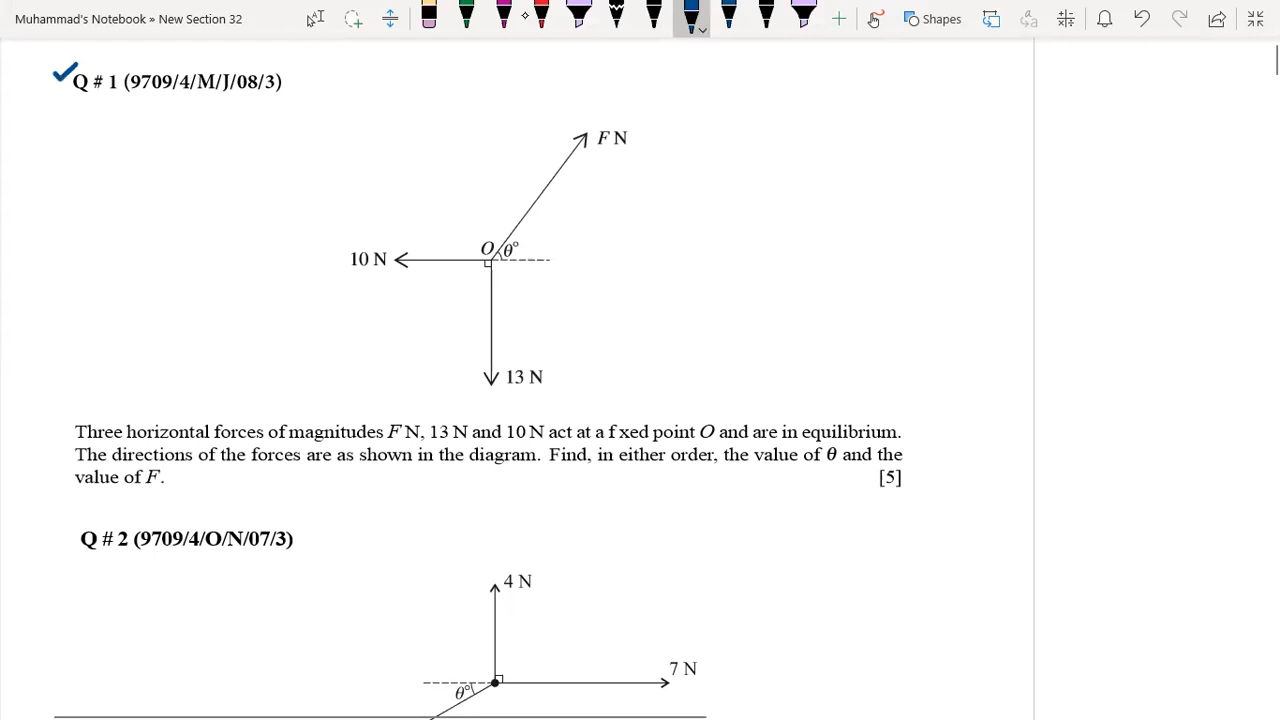 Muhammad's Notebook » New Section 32
Shapes
Q # 1 (9709/4/M/J/08/3)
F N
O θ°
10 N
13 N
Three horizontal forces of magnitudes F N, 13 N and 10 N act at a f xed point O and are in equilibrium.
The directions of the forces are as shown in the diagram. Find, in either order, the value of θ and the
value of F. [5]
Q # 2 (9709/4/O/N/07/3)
4 N
7 N
θ°